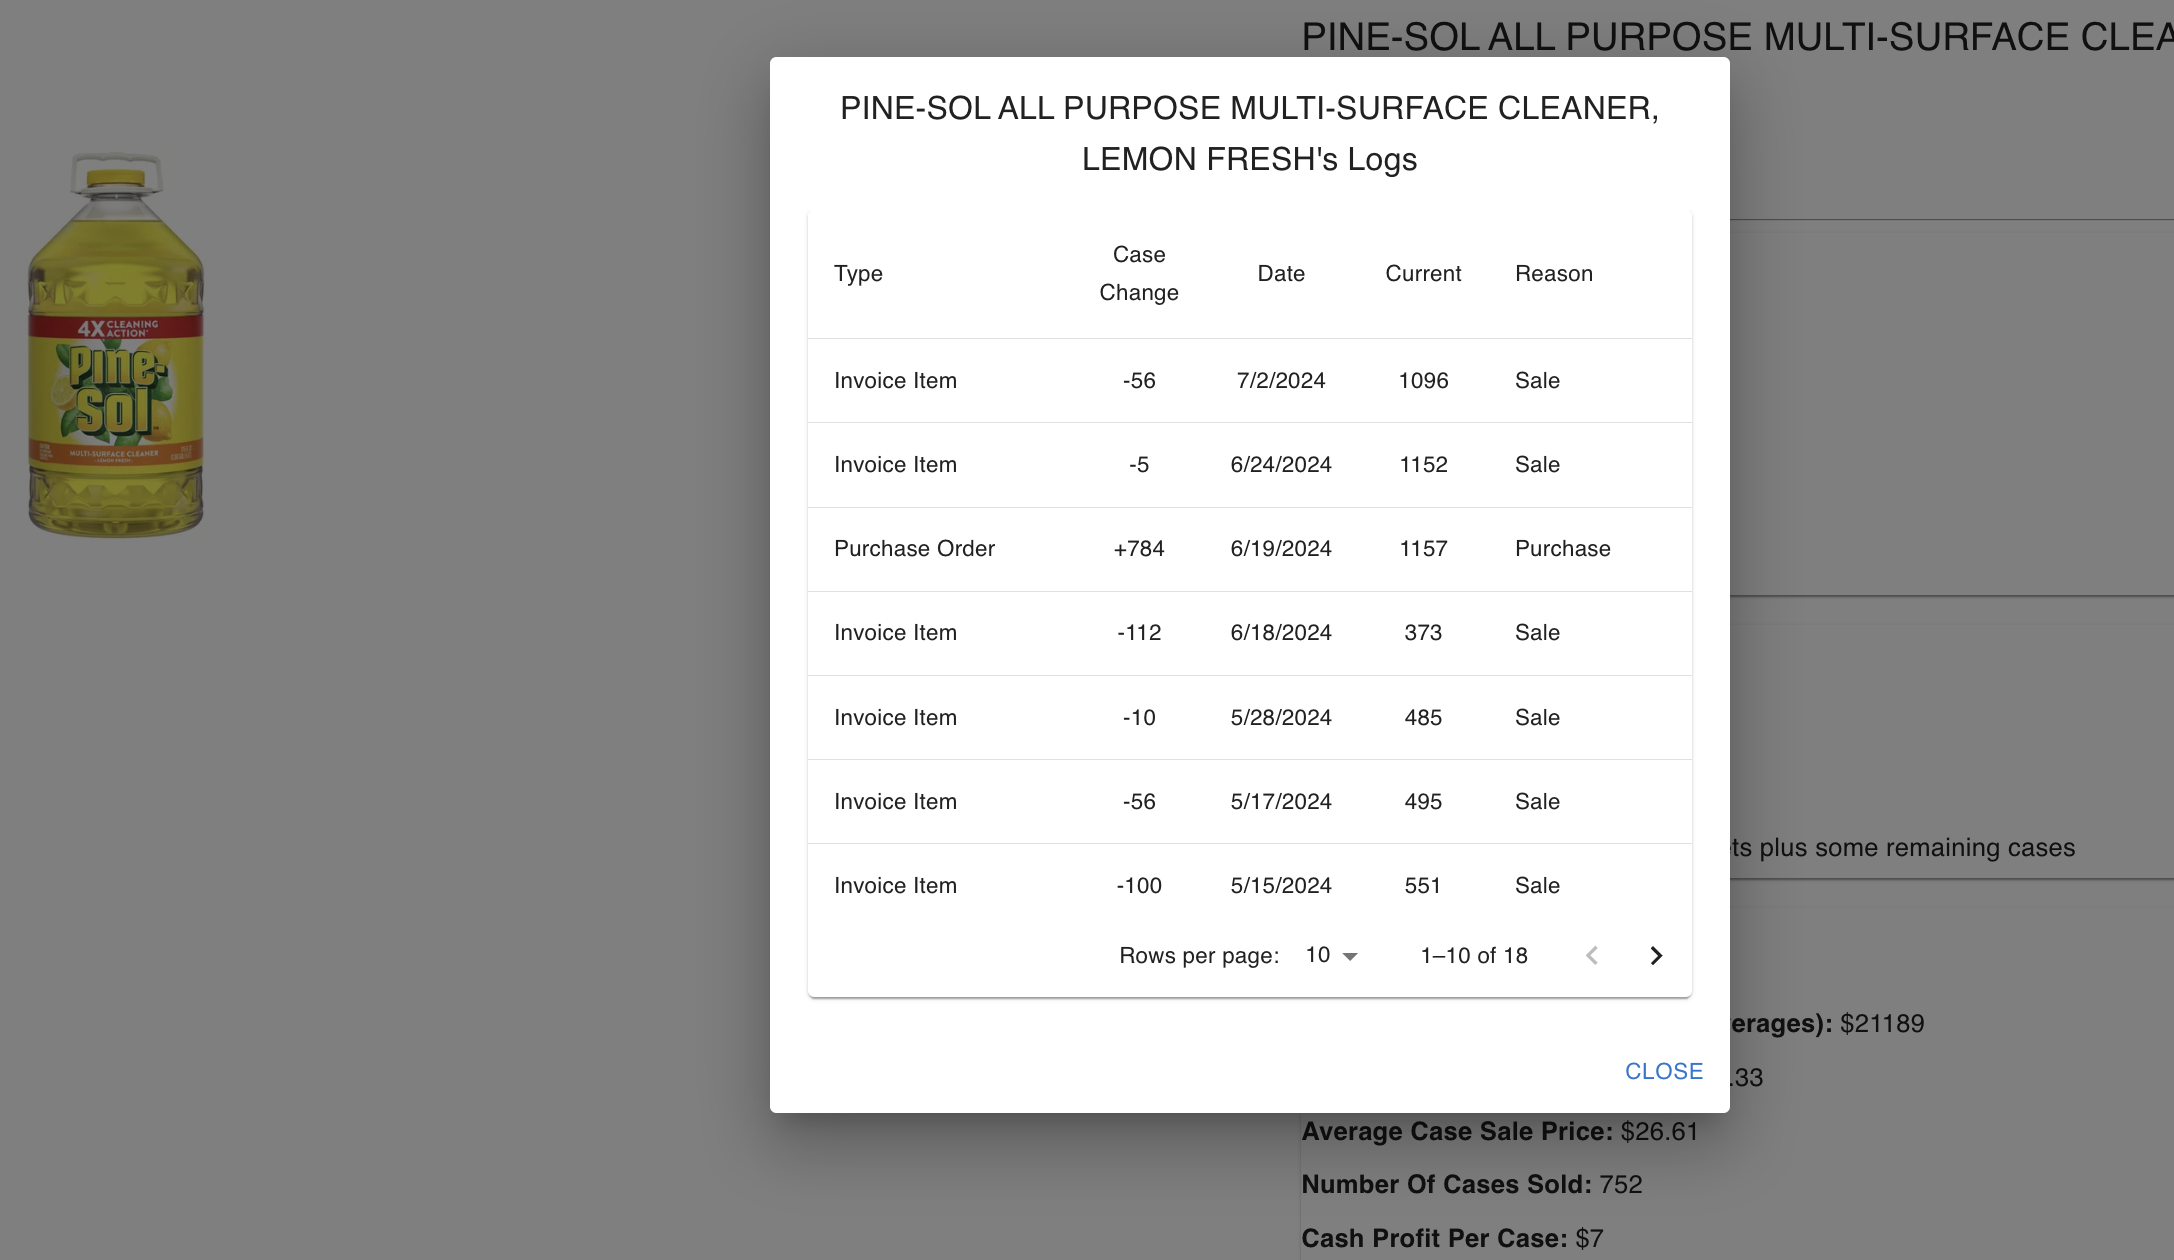 PINE-SOL ALL PURPOSE MULTI-SURFACE CLEA
PINE-SOL ALL PURPOSE MULTI-SURFACE CLEANER,
LEMON FRESH's Logs
4X CLEANING
ACTION
Pine-
Sol
MULTI-SURFACE CLEANER
LEMON FRESH
Type Case Change Date Current Reason
Invoice Item -56 7/2/2024 1096 Sale
Invoice Item -5 6/24/2024 1152 Sale
Purchase Order +784 6/19/2024 1157 Purchase
Invoice Item -112 6/18/2024 373 Sale
Invoice Item -10 5/28/2024 485 Sale
Invoice Item -56 5/17/2024 495 Sale
Invoice Item -100 5/15/2024 551 Sale
Rows per page: 10 1–10 of 18
CLOSE
ts plus some remaining cases
erages): $21189
.33
Average Case Sale Price: $26.61
Number Of Cases Sold: 752
Cash Profit Per Case: $7